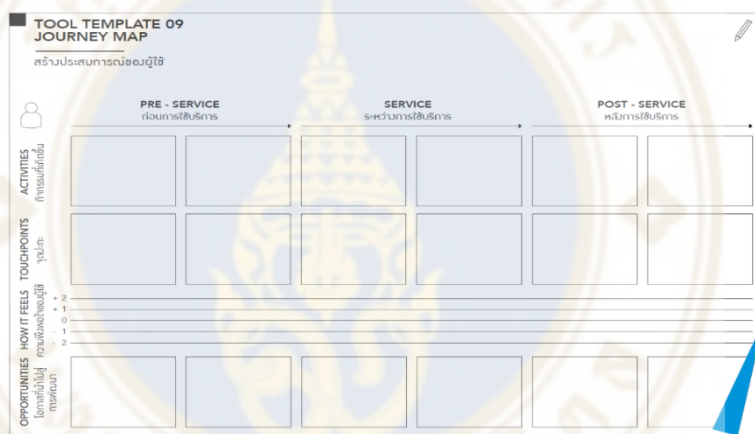 TOOL TEMPLATE 09
JOURNEY MAP
สร้างประสบการณ์ของผู้ใช้
PRE - SERVICE
ก่อนการใช้บริการ
SERVICE
ระหว่างการใช้บริการ
POST - SERVICE
หลังการใช้บริการ
ACTIVITIES
กิจกรรมที่เกิดขึ้น
TOUCHPOINTS
จุดปะทะ
HOW IT FEELS
ความพึงพอใจของผู้ใช้
+ 2
+ 1
0
- 1
- 2
OPPORTUNITIES
โอกาสที่นำไปสู่
การพัฒนา